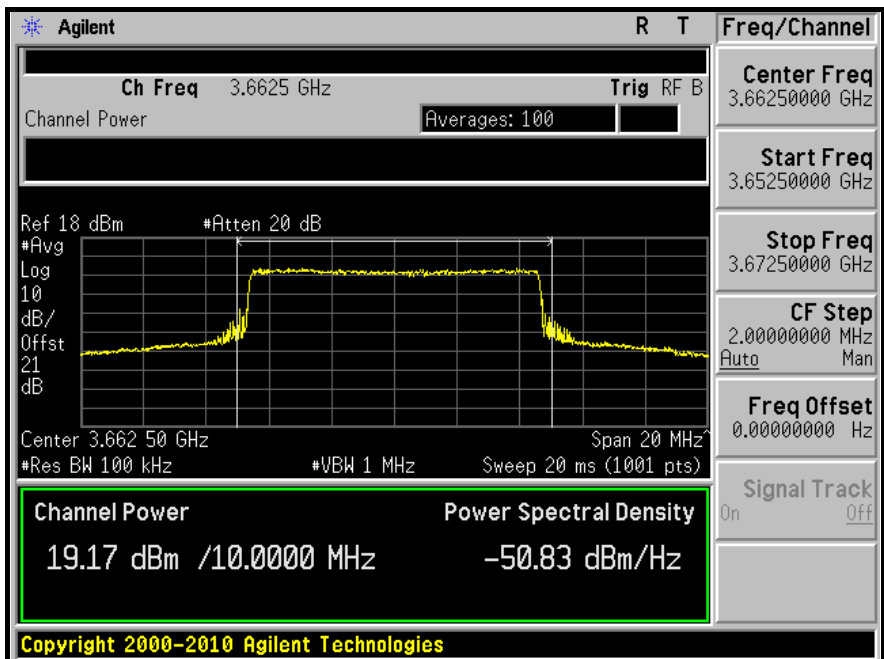 Agilent R T Freq/Channel
Ch Freq 3.6625 GHz Trig RF B
Channel Power Averages: 100
Ref 18 dBm #Atten 20 dB
#Avg
Log
10
dB/
Offst
21
dB
Center 3.662 50 GHz Span 20 MHz^
#Res BW 100 kHz #VBW 1 MHz Sweep 20 ms (1001 pts)
Channel Power Power Spectral Density
19.17 dBm /10.0000 MHz -50.83 dBm/Hz
Copyright 2000-2010 Agilent Technologies
Center Freq
3.66250000 GHz
Start Freq
3.65250000 GHz
Stop Freq
3.67250000 GHz
CF Step
2.00000000 MHz
Auto Man
Freq Offset
0.00000000 Hz
Signal Track
On Off